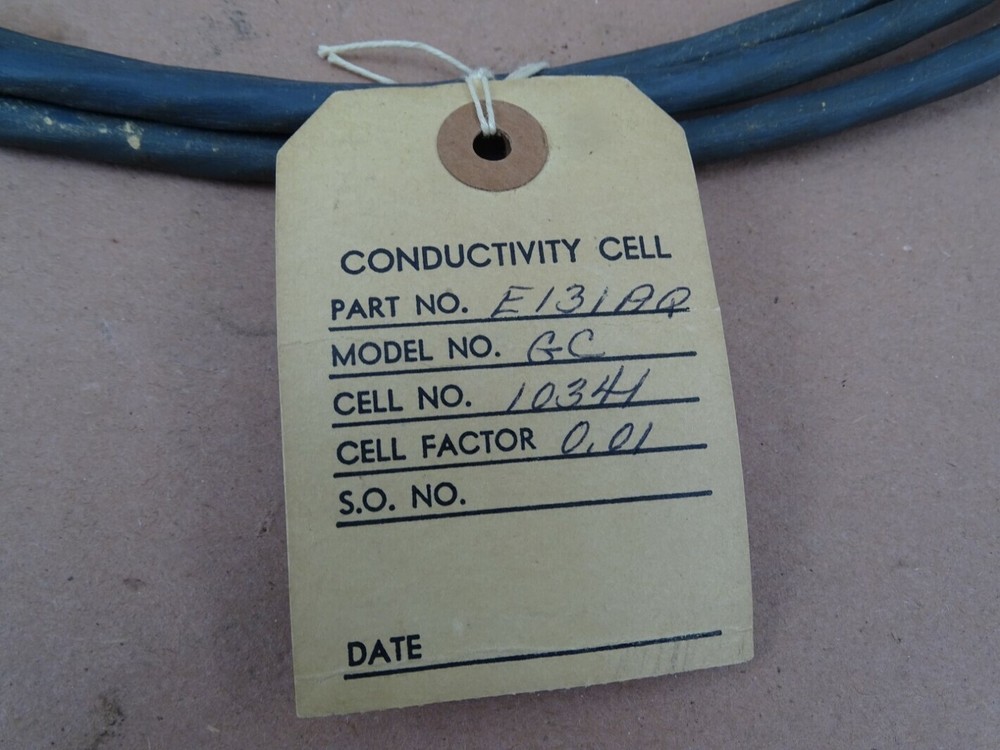 CONDUCTIVITY CELL
PART NO. E131AQ
MODEL NO. GC
CELL NO. 10341
CELL FACTOR 0.01
S.O. NO.
DATE